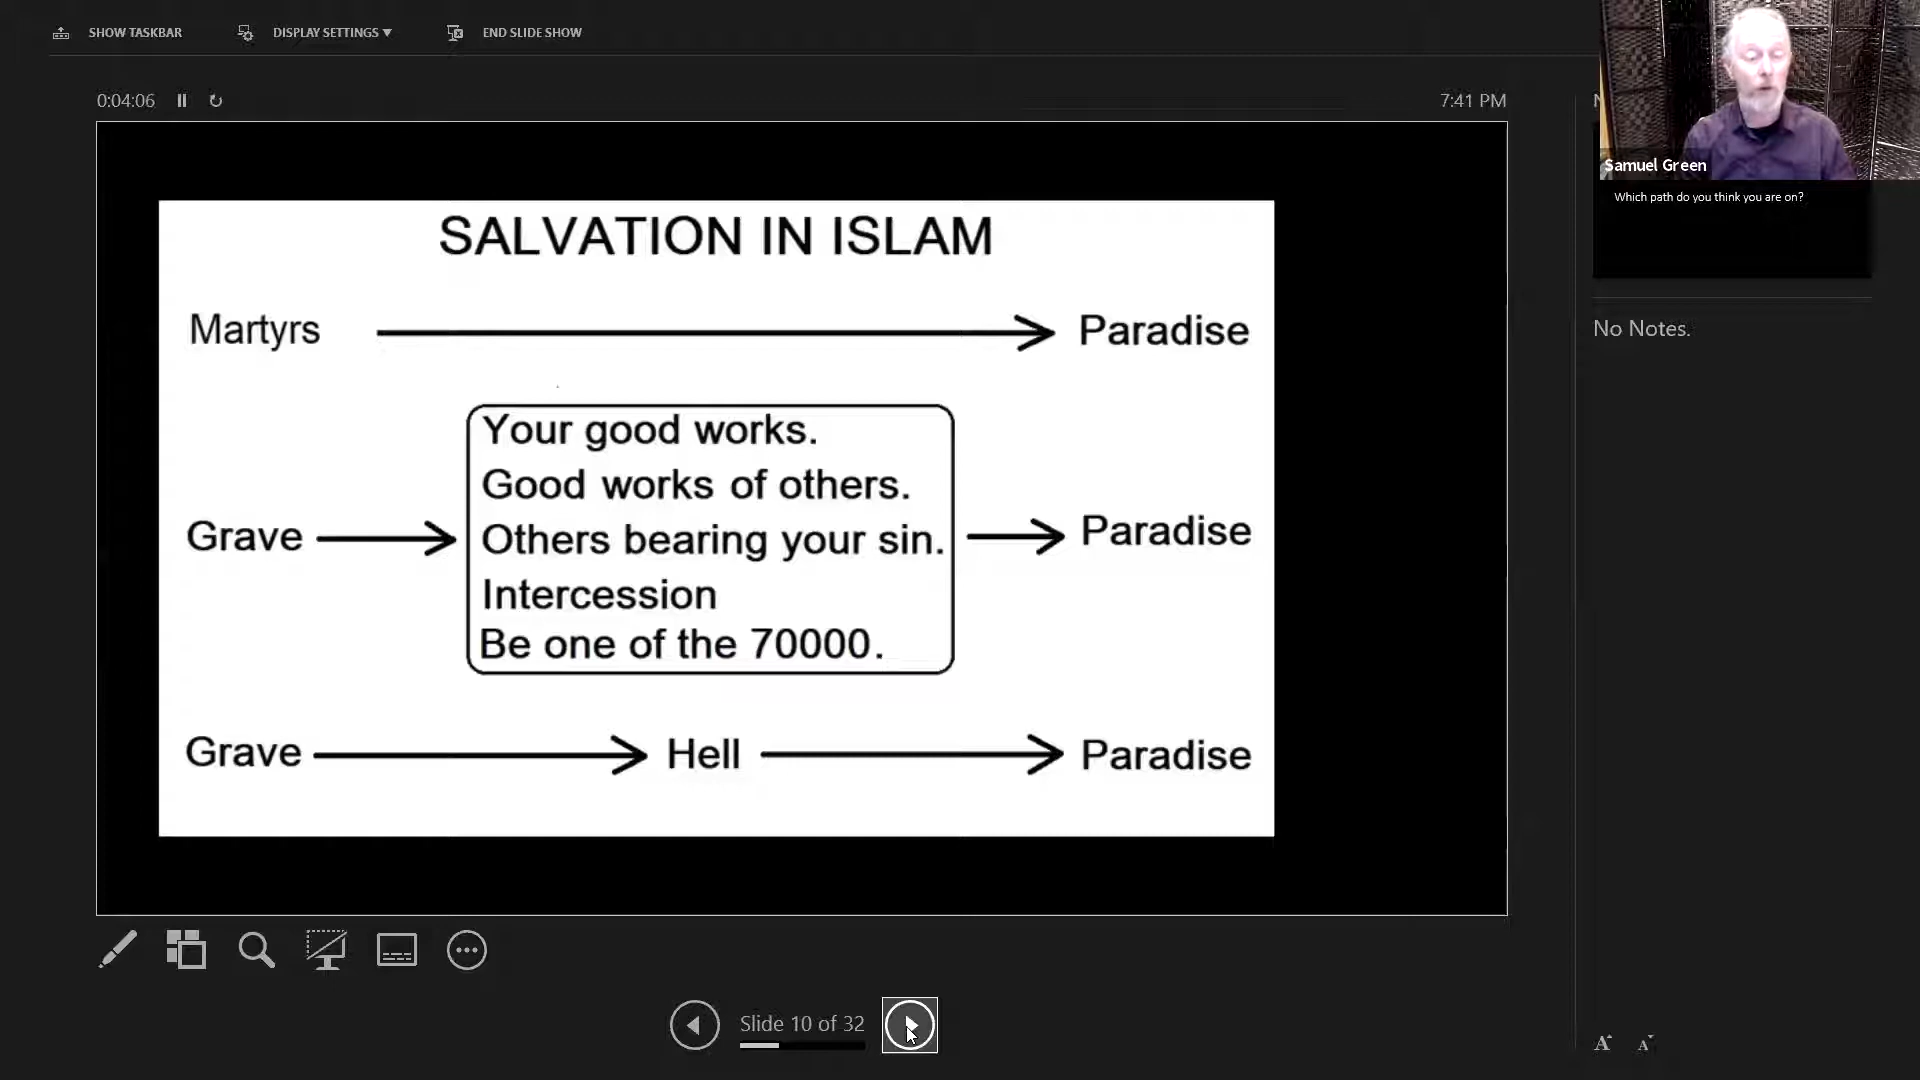 SHOW TASKBAR
DISPLAY SETTINGS ▼
END SLIDE SHOW
0:04:06
7:41 PM
Samuel Green
Which path do you think you are on?
No Notes.
SALVATION IN ISLAM
Martyrs
Paradise
Your good works.
Good works of others.
Others bearing your sin.
Intercession
Be one of the 70000.
Grave
Paradise
Grave
Hell
Paradise
Slide 10 of 32
A
A